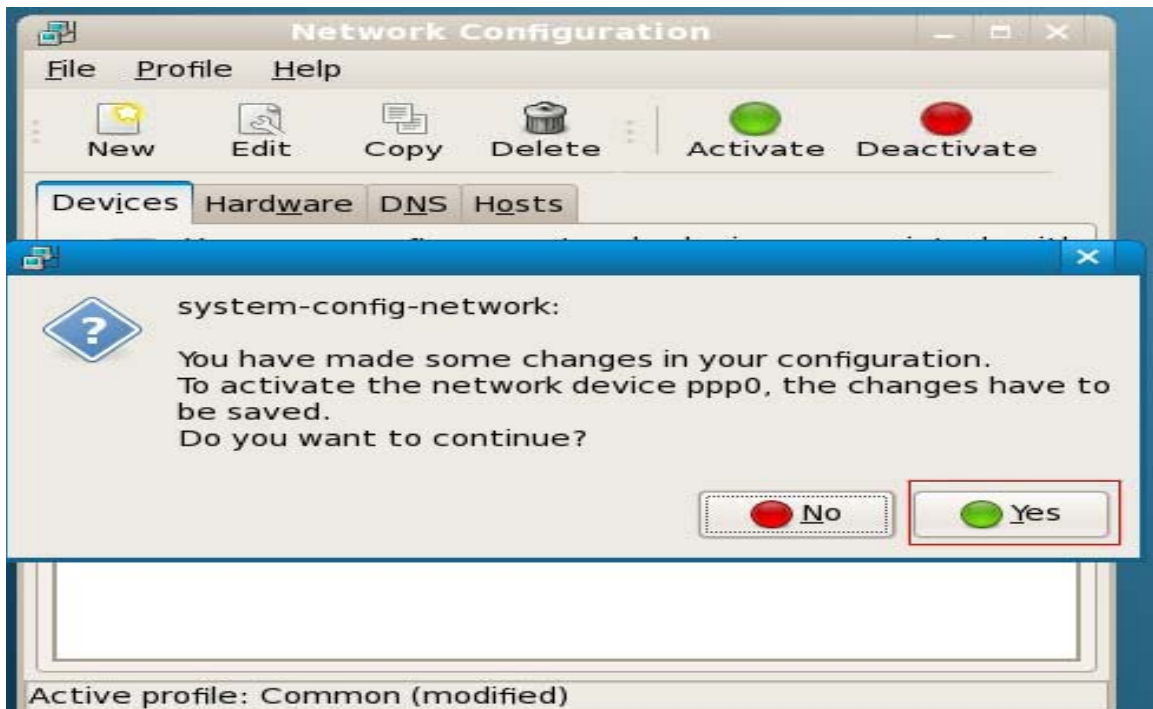 Network Configuration
File Profile Help
New Edit Copy Delete Activate Deactivate
Devices Hardware DNS Hosts
system-config-network:
You have made some changes in your configuration.
To activate the network device ppp0, the changes have to
be saved.
Do you want to continue?
No Yes
Active profile: Common (modified)